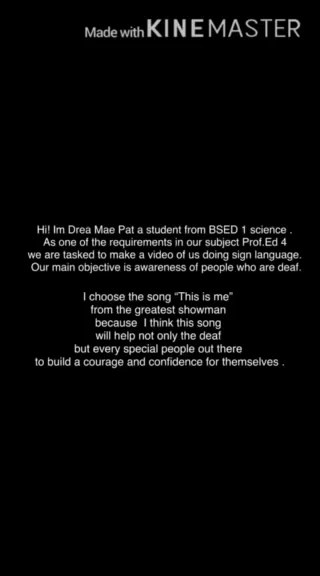 Made with KINEMASTER
Hi! Im Drea Mae Pat a student from BSED 1 science .
As one of the requirements in our subject Prof.Ed 4
we are tasked to make a video of us doing sign language.
Our main objective is awareness of people who are deaf.
I choose the song “This is me”
from the greatest showman
because I think this song
will help not only the deaf
but every special people out there
to build a courage and confidence for themselves .